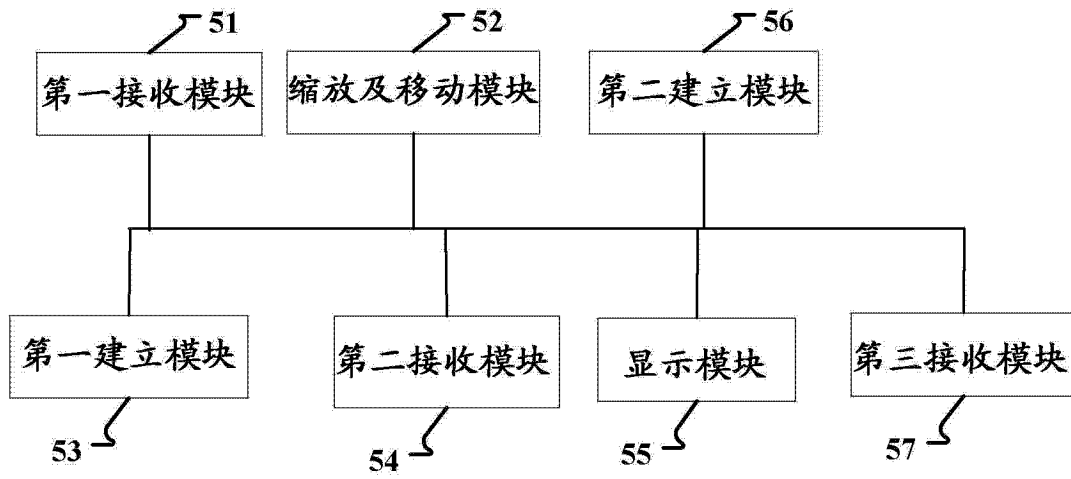 51
52
56
第一接收模块
缩放及移动模块
第二建立模块
第一建立模块
第二接收模块
显示模块
第三接收模块
53
54
55
57